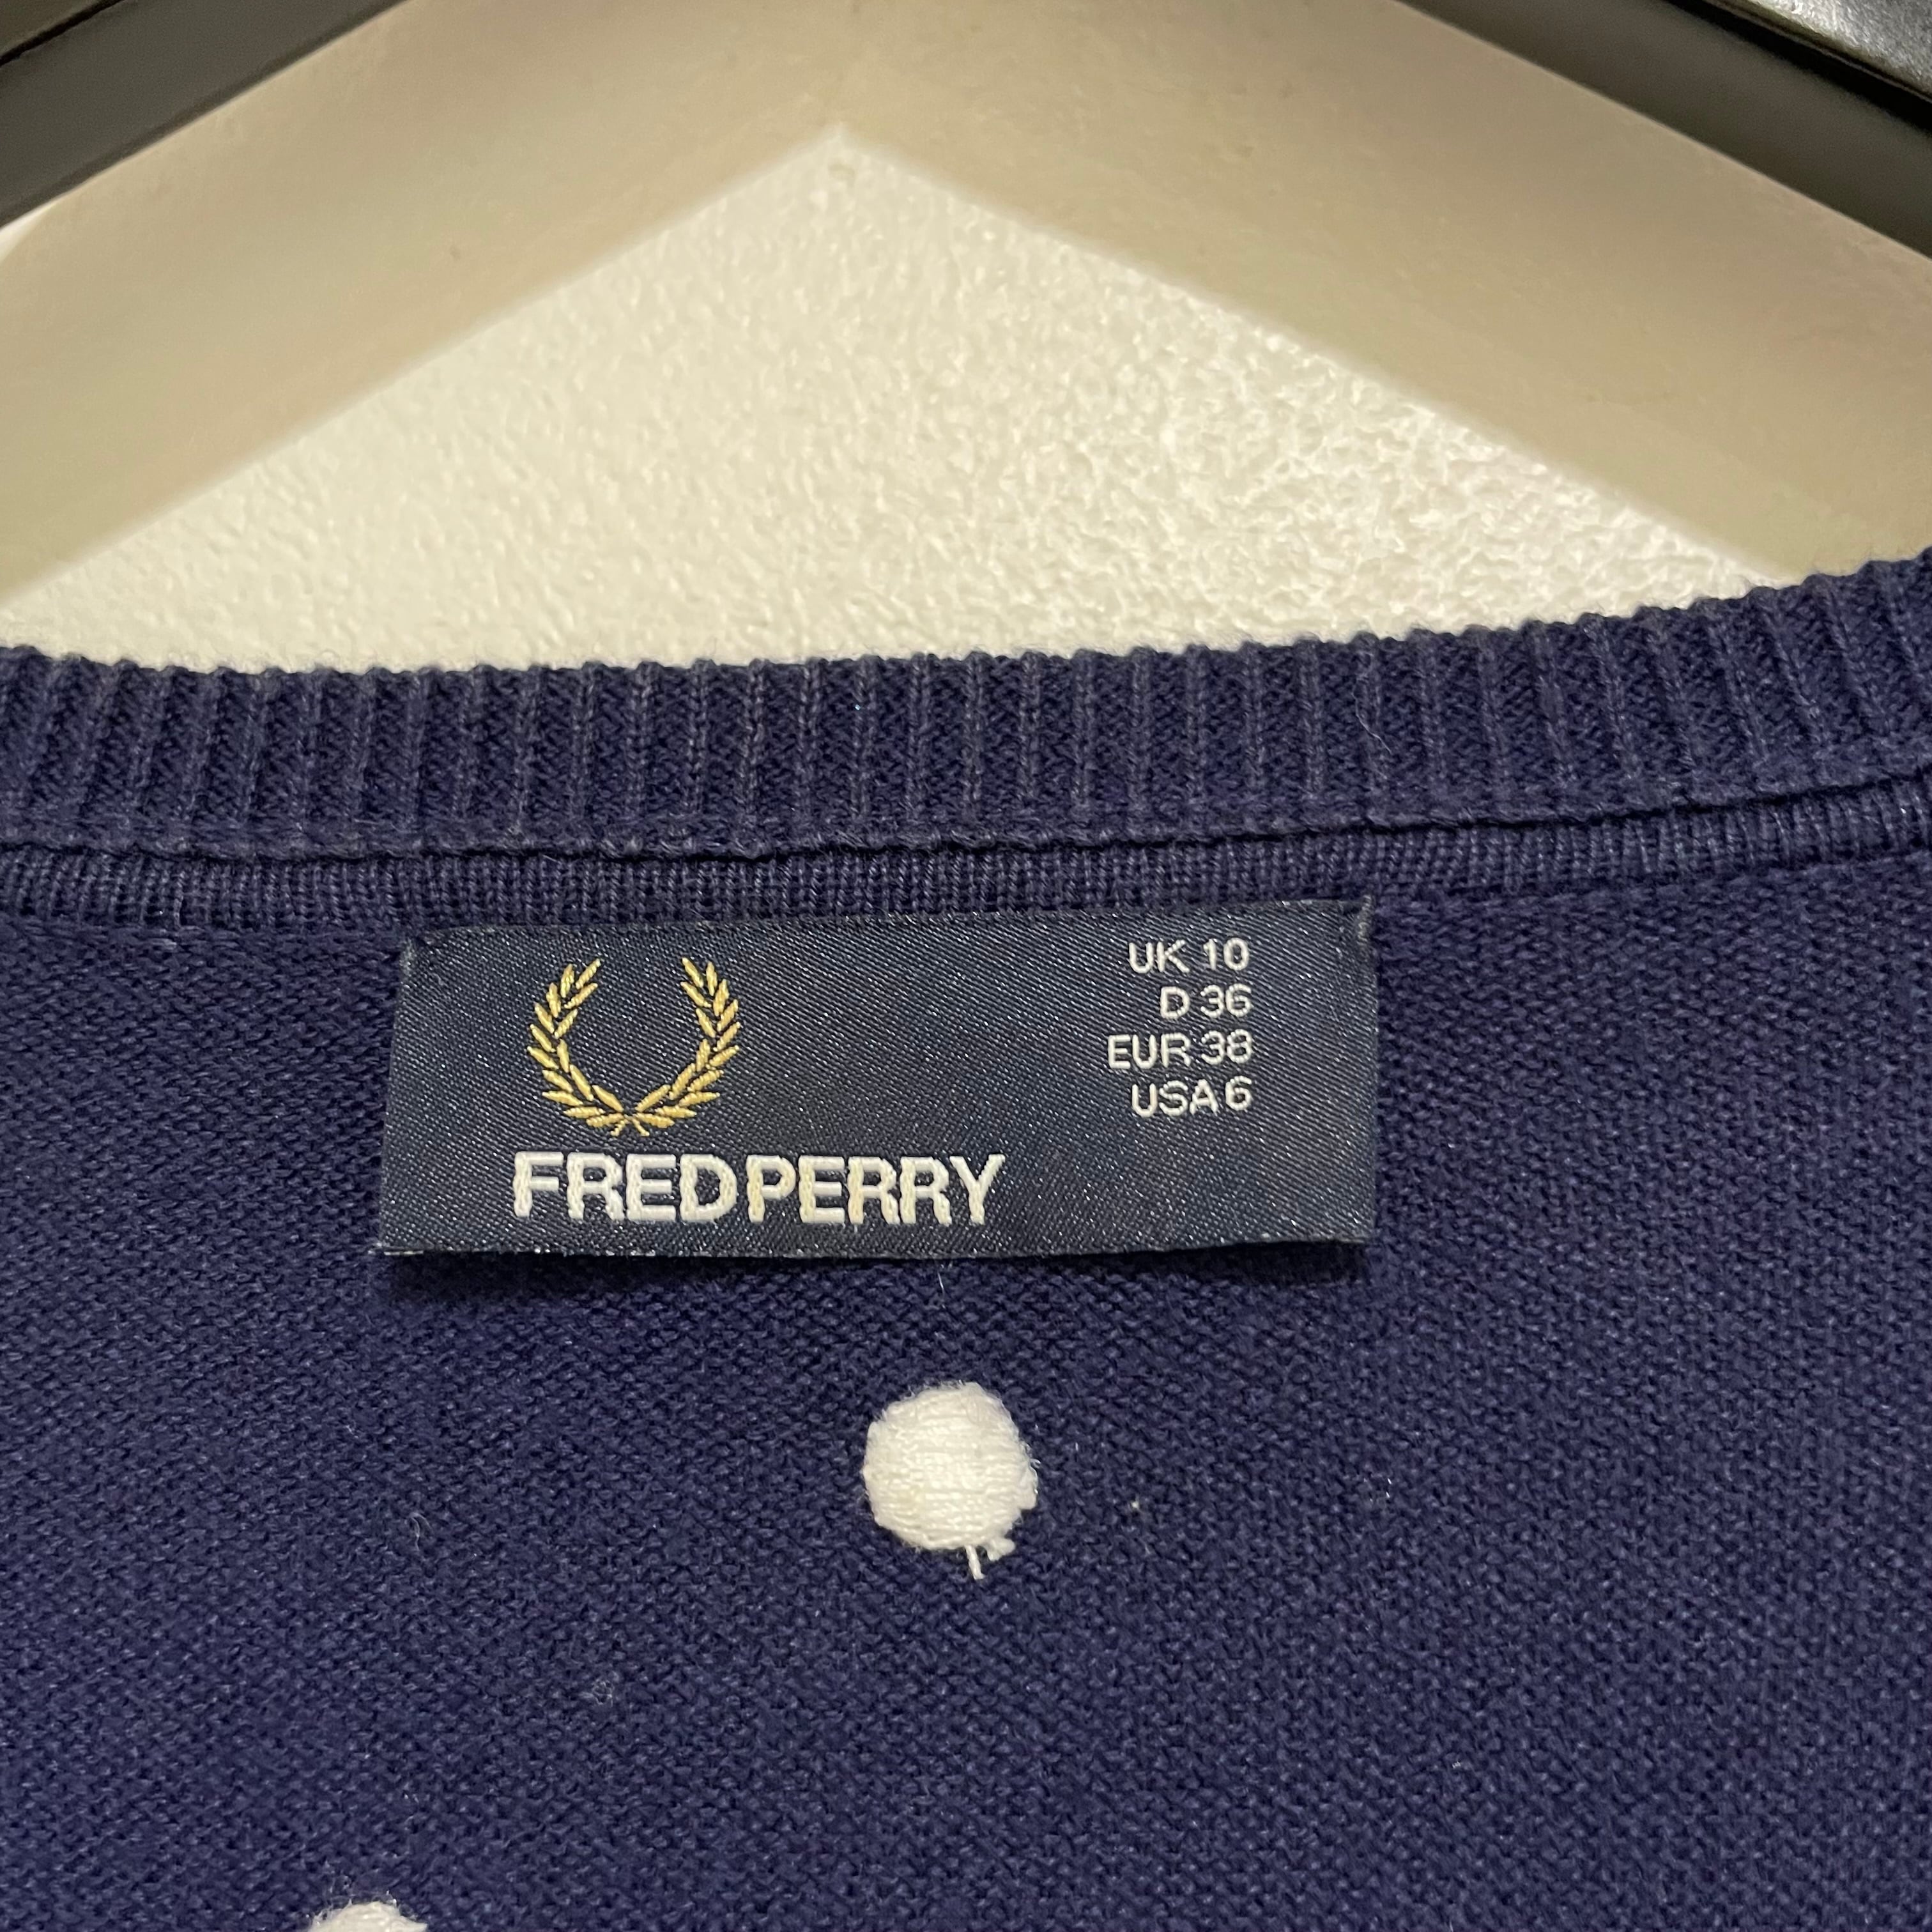 UK 10
D 36
EUR 38
USA 6
FRED PERRY